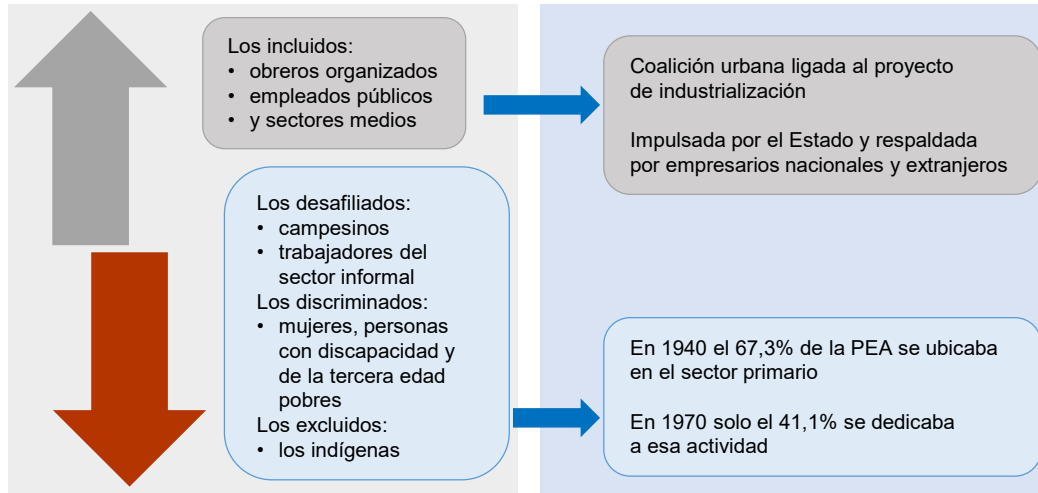 Los incluidos:
• obreros organizados
• empleados públicos
• y sectores medios
Coalición urbana ligada al proyecto
de industrialización
Impulsada por el Estado y respaldada
por empresarios nacionales y extranjeros
Los desafiliados:
• campesinos
• trabajadores del
sector informal
Los discriminados:
• mujeres, personas
con discapacidad y
de la tercera edad
pobres
Los excluidos:
• los indígenas
En 1940 el 67,3% de la PEA se ubicaba
en el sector primario
En 1970 solo el 41,1% se dedicaba
a esa actividad